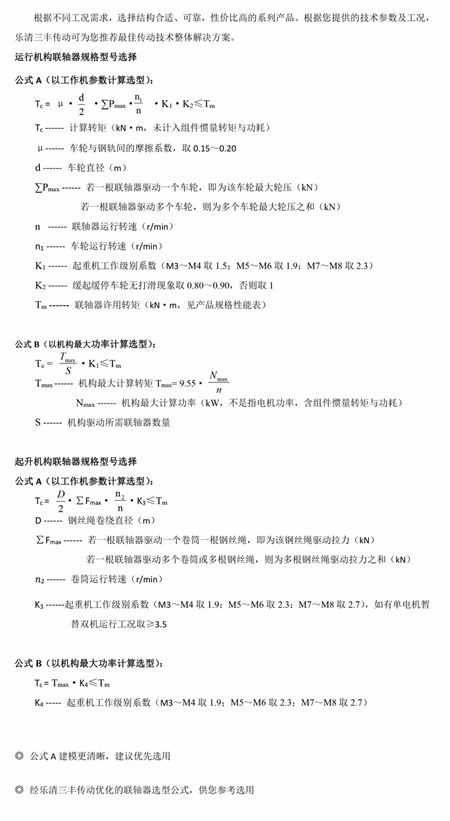 根据不同工况需求，选择结构合适、可靠，性价比高的系列产品。根据您提供的技术参数及工况，
乐清三丰传动可为您推荐最佳传动技术整体解决方案。
运行机构联轴器规格型号选择
公式 A（以工作机参数计算选型）：
Tc = μ· d/2 ·∑Pmax· n1/n ·K1·K2≤Tm
Tc ------ 计算转矩（kN·m，未计入组件惯量转矩与功耗）
μ------ 车轮与钢轨间的摩擦系数，取 0.15～0.20
d ------ 车轮直径（m）
∑Pmax ------ 若一根联轴器驱动一个车轮，即为该车轮最大轮压（kN）
若一根联轴器驱动多个车轮，则为多个车轮最大轮压之和（kN）
n ------ 联轴器运行转速（r/min）
n1 ------ 车轮运行转速（r/min）
K1 ------ 起重机工作级别系数（M3～M4 取 1.5；M5～M6 取 1.9；M7～M8 取 2.3）
K2 ------ 缓起缓停车轮无打滑现象取 0.80～0.90，否则取 1
Tm ------ 联轴器许用转矩（kN·m，见产品规格性能表）
公式 B（以机构最大功率计算选型）：
Tc = Tmax/S ·K1≤Tm
Tmax ------ 机构最大计算转矩 Tmax= 9.55· Nmax/n
Nmax ------ 机构最大计算功率（kW，不是指电机功率，含组件惯量转矩与功耗）
S ------ 机构驱动所需联轴器数量
起升机构联轴器规格型号选择
公式 A（以工作机参数计算选型）：
Tc = D/2 ·∑Fmax· n2/n ·K3≤Tm
D ------ 钢丝绳卷绕直径（m）
∑Fmax ------ 若一根联轴器驱动一个卷筒一根钢丝绳，即为该钢丝绳驱动拉力（kN）
若一根联轴器驱动多个卷筒或多根钢丝绳，则为多根钢丝绳驱动拉力之和（kN）
n2 ------ 卷筒运行转速（r/min）
K3 ------起重机工作级别系数（M3～M4 取 1.9；M5～M6 取 2.3；M7～M8 取 2.7），如有单电机暂
替双机运行工况取≥3.5
公式 B（以机构最大功率计算选型）：
Tc = Tmax·K4≤Tm
K4 ----- 起重机工作级别系数（M3～M4 取 1.9；M5～M6 取 2.3；M7～M8 取 2.7）
◎ 公式 A 建模更清晰，建议优先选用
◎ 经乐清三丰传动优化的联轴器选型公式，供您参考选用